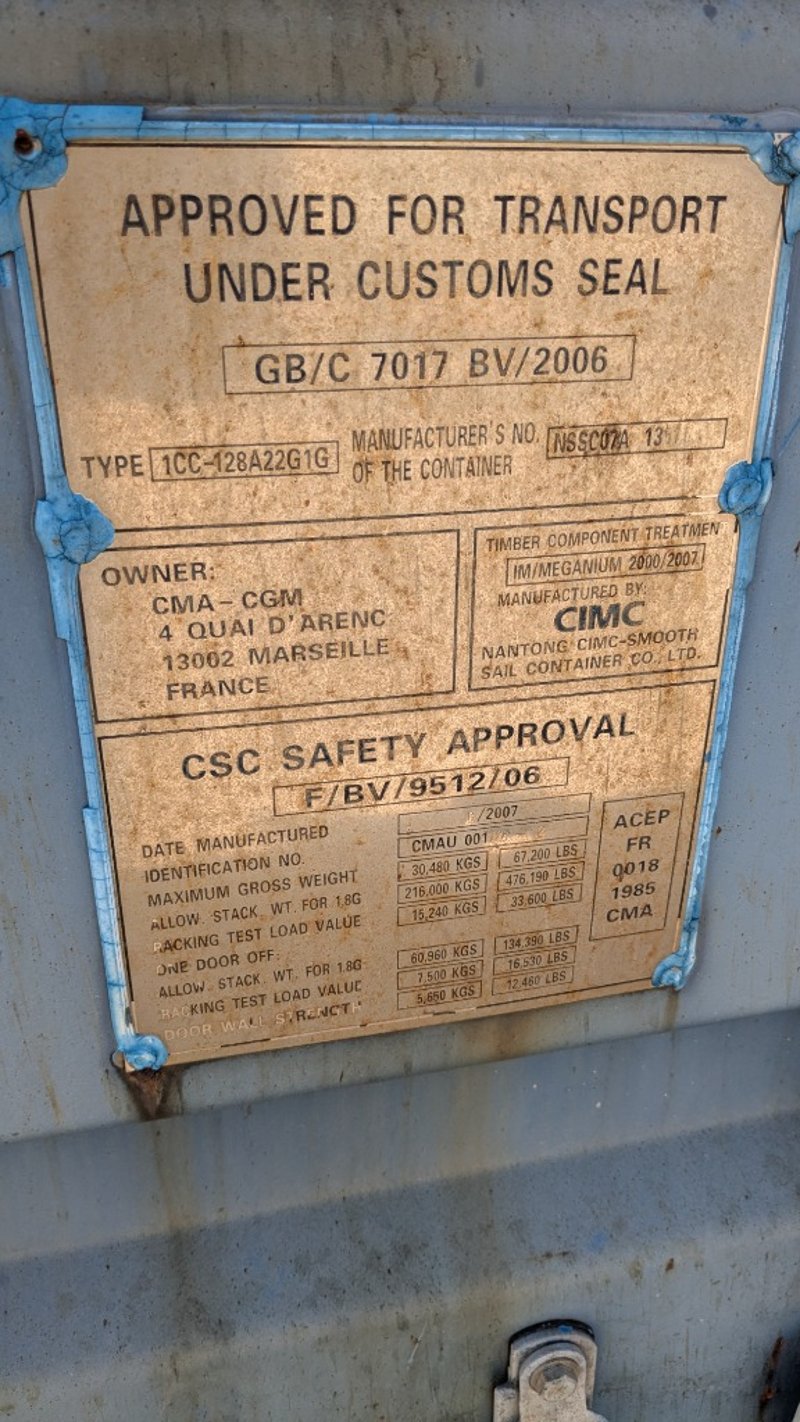 APPROVED FOR TRANSPORT
UNDER CUSTOMS SEAL
GB/C 7017 BV/2006
TYPE 1CC-128A22G1G
MANUFACTURER'S NO.
OF THE CONTAINER
NSSC07A 13
OWNER:
CMA-CGM
4 QUAI D'ARENC
13002 MARSEILLE
FRANCE
TIMBER COMPONENT TREATMEN
IM/MEGANIUM 2000/2007
MANUFACTURED BY:
CIMC
NANTONG CIMC-SMOOTH
SAIL CONTAINER CO., LTD.
CSC SAFETY APPROVAL
F/BV/9512/06
DATE MANUFACTURED /2007
IDENTIFICATION NO. CMAU 001
MAXIMUM GROSS WEIGHT 30,480 KGS 67,200 LBS
ALLOW. STACK. WT. FOR 1.8G 216,000 KGS 476,190 LBS
RACKING TEST LOAD VALUE 15,240 KGS 33,600 LBS
ONE DOOR OFF:
ALLOW. STACK. WT. FOR 1.8G 60,960 KGS 134,390 LBS
RACKING TEST LOAD VALUE 7,500 KGS 16,530 LBS
DOOR WALL STRENGTH 5,650 KGS 12,460 LBS
ACEP
FR
0018
1985
CMA